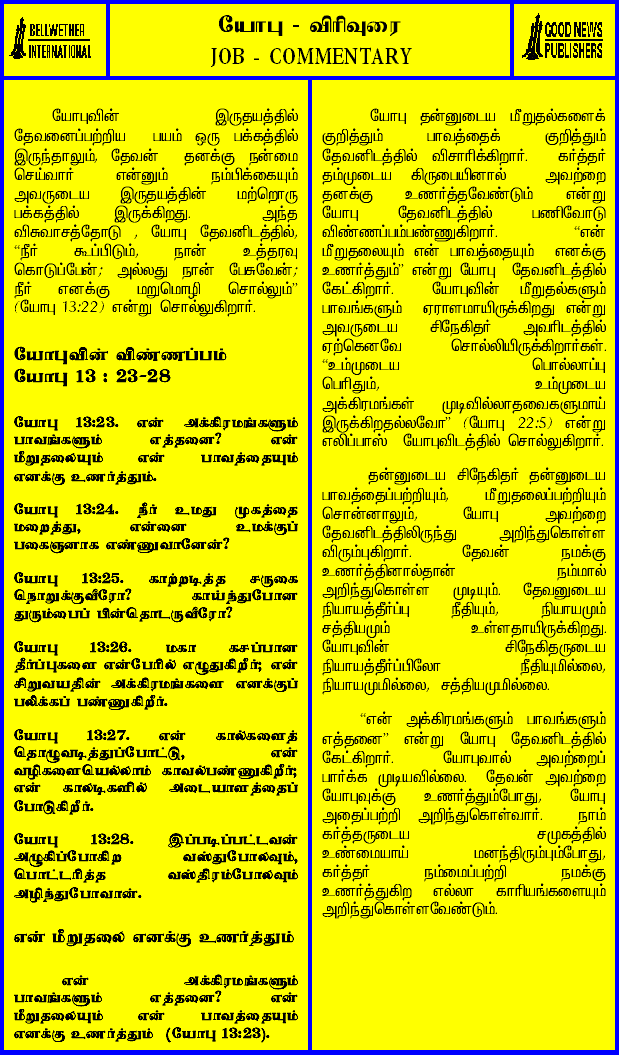 BELLWETHER
INTERNATIONAL
யோபு - விரிவுரை
JOB - COMMENTARY
GOOD NEWS
PUBLISHERS
யோபுவின் இருதயத்தில்
தேவனைப்பற்றிய பயம் ஒரு பக்கத்தில்
இருந்தாலும், தேவன் தனக்கு நன்மை
செய்வார் என்னும் நம்பிக்கையும்
அவருடைய இருதயத்தின் மற்றொரு
பக்கத்தில் இருக்கிறது. அந்த
விசுவாசத்தோடு , யோபு தேவனிடத்தில்,
“நீர் கூப்பிடும், நான் உத்தரவு
கொடுப்பேன்; அல்லது நான் பேசுவேன்;
நீர் எனக்கு மறுமொழி சொல்லும்”
(யோபு 13:22) என்று சொல்லுகிறார்.
யோபுவின் விண்ணப்பம்
யோபு 13 : 23-28
யோபு 13:23. என் அக்கிரமங்களும்
பாவங்களும் எத்தனை? என்
மீறுதலையும் என் பாவத்தையும்
எனக்கு உணர்த்தும்.
யோபு 13:24. நீர் உமது முகத்தை
மறைத்து, என்னை உமக்குப்
பகைஞனாக எண்ணுவானேன்?
யோபு 13:25. காற்றடித்த சருகை
நொறுக்குவீரோ? காய்ந்துபோன
துரும்பைப் பின்தொடருவீரோ?
யோபு 13:26. மகா கசப்பான
தீர்ப்புகளை என்பேரில் எழுதுகிறீர்; என்
சிறுவயதின் அக்கிரமங்களை எனக்குப்
பலிக்கப் பண்ணுகிறீர்.
யோபு 13:27. என் கால்களைத்
தொழுவடித்துப்போட்டு, என்
வழிகளையெல்லாம் காவல்பண்ணுகிறீர்;
என் காலடிகளில் அடையாளத்தைப்
போடுகிறீர்.
யோபு 13:28. இப்படிப்பட்டவன்
அழுகிப்போகிற வஸ்துபோலவும்,
பொட்டரித்த வஸ்திரம்போலவும்
அழிந்துபோவான்.
என் மீறுதலை எனக்கு உணர்த்தும்
என் அக்கிரமங்களும்
பாவங்களும் எத்தனை? என்
மீறுதலையும் என் பாவத்தையும்
எனக்கு உணர்த்தும் (யோபு 13:23).
யோபு தன்னுடைய மீறுதல்களைக்
குறித்தும் பாவத்தைக் குறித்தும்
தேவனிடத்தில் விசாரிக்கிறார். கர்த்தர்
தம்முடைய கிருபையினால் அவற்றை
தனக்கு உணர்த்தவேண்டும் என்று
யோபு தேவனிடத்தில் பணிவோடு
விண்ணப்பம்பண்ணுகிறார். “என்
மீறுதலையும் என் பாவத்தையும் எனக்கு
உணர்த்தும்” என்று யோபு தேவனிடத்தில்
கேட்கிறார். யோபுவின் மீறுதல்களும்
பாவங்களும் ஏராளமாயிருக்கிறது என்று
அவருடைய சிநேகிதர் அவரிடத்தில்
ஏற்கெனவே சொல்லியிருக்கிறார்கள்.
“உம்முடைய பொல்லாப்பு
பெரிதும், உம்முடைய
அக்கிரமங்கள் முடிவில்லாதவைகளுமாய்
இருக்கிறதல்லவோ” (யோபு 22:5) என்று
எலிப்பாஸ் யோபுவிடத்தில் சொல்லுகிறார்.
தன்னுடைய சிநேகிதர் தன்னுடைய
பாவத்தைப்பற்றியும், மீறுதலைப்பற்றியும்
சொன்னாலும், யோபு அவற்றை
தேவனிடத்திலிருந்து அறிந்துகொள்ள
விரும்புகிறார். தேவன் நமக்கு
உணர்த்தினால்தான் நம்மால்
அறிந்துகொள்ள முடியும். தேவனுடைய
நியாயத்தீர்ப்பு நீதியும், நியாயமும்
சத்தியமும் உள்ளதாயிருக்கிறது.
யோபுவின் சிநேகிதருடைய
நியாயத்தீர்ப்பிலோ நீதியுமில்லை,
நியாயமுமில்லை, சத்தியமுமில்லை.
“என் அக்கிரமங்களும் பாவங்களும்
எத்தனை” என்று யோபு தேவனிடத்தில்
கேட்கிறார். யோபுவால் அவற்றைப்
பார்க்க முடியவில்லை. தேவன் அவற்றை
யோபுவுக்கு உணர்த்தும்போது, யோபு
அதைப்பற்றி அறிந்துகொள்வார். நாம்
கர்த்தருடைய சமுகத்தில்
உண்மையாய் மனந்திரும்பும்போது,
கர்த்தர் நம்மைப்பற்றி நமக்கு
உணர்த்துகிற எல்லா காரியங்களையும்
அறிந்துகொள்ளவேண்டும்.